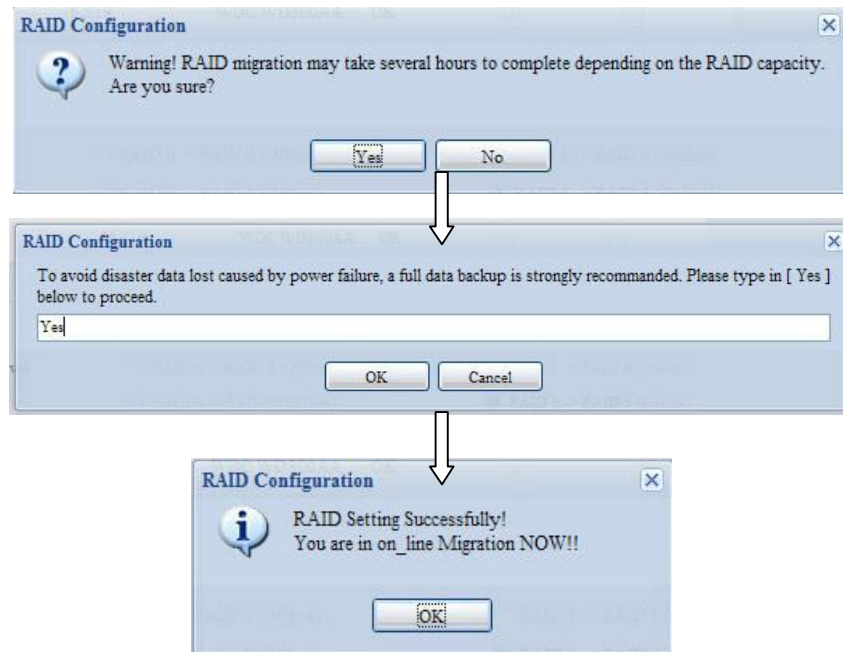 RAID Configuration
Warning! RAID migration may take several hours to complete depending on the RAID capacity.
Are you sure?
Yes
No
RAID Configuration
To avoid disaster data lost caused by power failure, a full data backup is strongly recommanded. Please type in [ Yes ]
below to proceed.
Yes
OK
Cancel
RAID Configuration
RAID Setting Successfully!
You are in on_line Migration NOW!!
OK